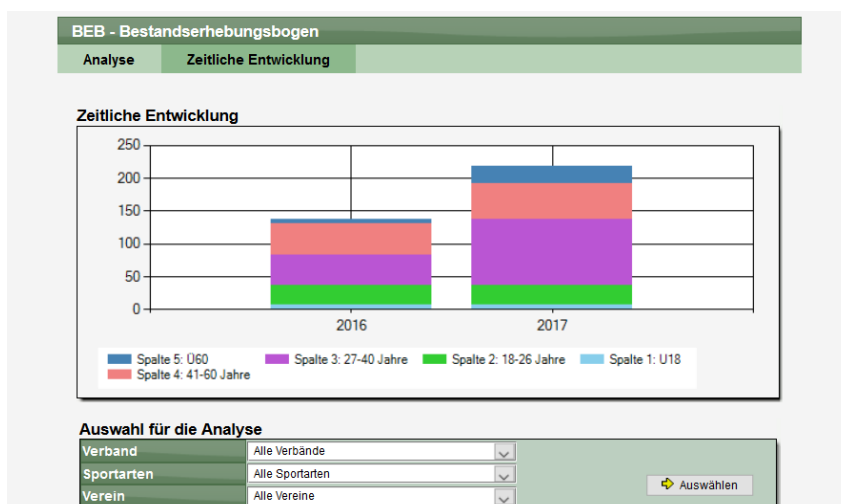 BEB - Bestandserhebungsbogen
Analyse Zeitliche Entwicklung
Zeitliche Entwicklung
250
200
150
100
50
0
2016 2017
Spalte 5: Ü60 Spalte 3: 27-40 Jahre Spalte 2: 18-26 Jahre Spalte 1: U18
Spalte 4: 41-60 Jahre
Auswahl für die Analyse
Verband Alle Verbände
Sportarten Alle Sportarten
Auswählen
Verein Alle Vereine